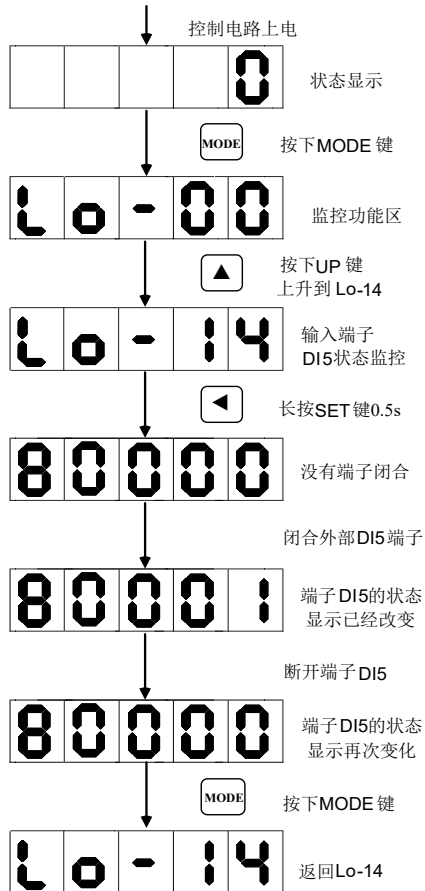 控制电路上电
0
状态显示
MODE
按下MODE 键
Lo-00
监控功能区
▲
按下UP 键
上升到 Lo-14
Lo-14
输入端子
DI5状态监控
◀
长按SET 键0.5s
80000
没有端子闭合
闭合外部DI5 端子
80001
端子 DI5的状态
显示已经改变
断开端子 DI5
80000
端子 DI5的状态
显示再次变化
MODE
按下MODE 键
Lo-14
返回Lo-14